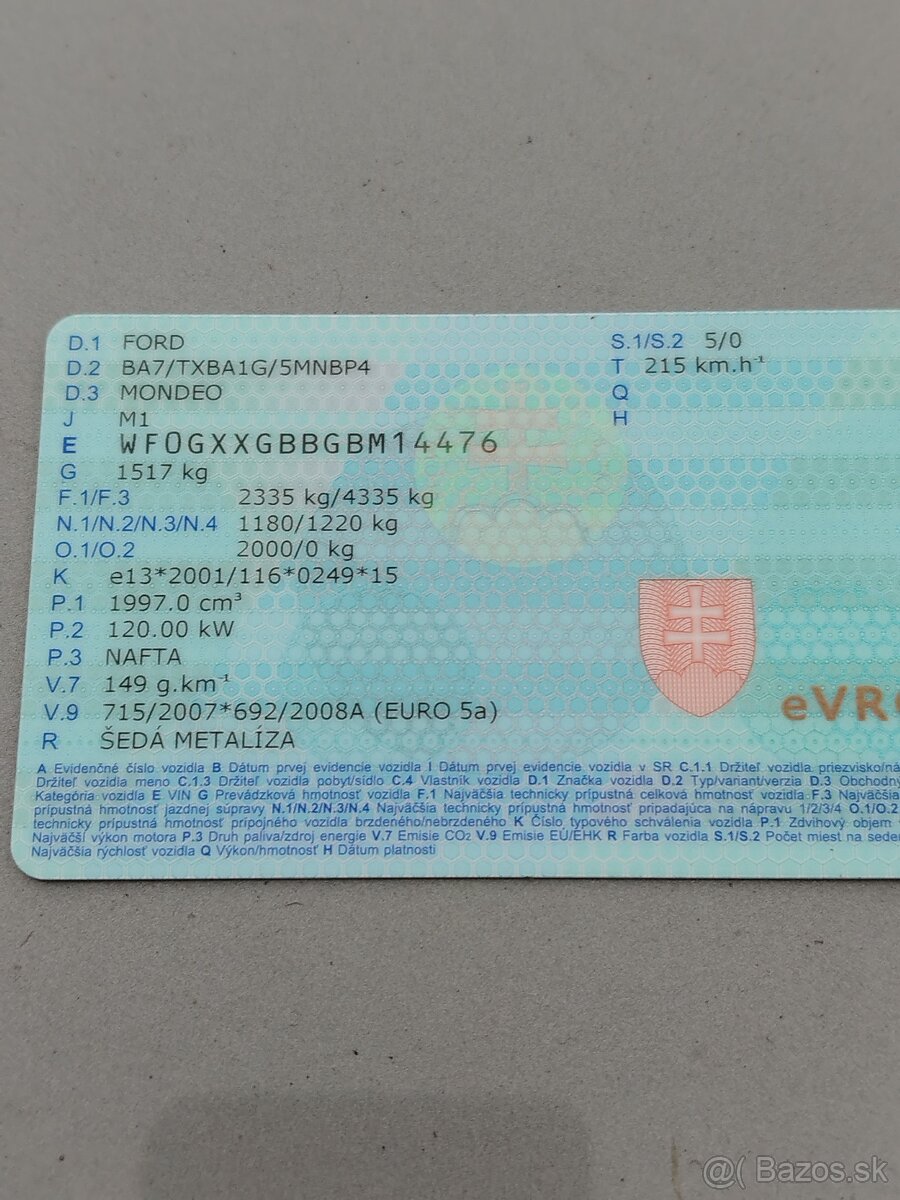 D.1 FORD
D.2 BA7/TXBA1G/5MNBP4
D.3 MONDEO
J M1
E WF0GXXGBBGBM14476
G 1517 kg
F.1/F.3 2335 kg/4335 kg
N.1/N.2/N.3/N.4 1180/1220 kg
O.1/O.2 2000/0 kg
K e13*2001/116*0249*15
P.1 1997.0 cm³
P.2 120.00 kW
P.3 NAFTA
V.7 149 g.km⁻¹
V.9 715/2007*692/2008A (EURO 5a)
R ŠEDÁ METALÍZA
S.1/S.2 5/0
T 215 km.h⁻¹
Q
H
eVR
A Evidenčné číslo vozidla B Dátum prvej evidencie vozidla I Dátum prvej evidencie vozidla v SR C.1.1 Držiteľ vozidla priezvisko/ná
Držiteľ vozidla meno C.1.3 Držiteľ vozidla pobyt/sídlo C.4 Vlastník vozidla D.1 Značka vozidla D.2 Typ/variant/verzia D.3 Obchodný
Kategória vozidla E VIN G Prevádzková hmotnosť vozidla F.1 Najväčšia technicky prípustná celková hmotnosť vozidla F.3 Najväčšia
prípustná hmotnosť jazdnej súpravy N.1/N.2/N.3/N.4 Najväčšia technicky prípustná hmotnosť pripadajúca na nápravu 1/2/3/4 O.1/O.2
technicky prípustná hmotnosť prípojného vozidla brzdeného/nebrzdeného K Číslo typového schválenia vozidla P.1 Zdvihový objem
Najväčší výkon motora P.3 Druh paliva/zdroj energie V.7 Emisie CO₂ V.9 Emisie EÚ/EHK R Farba vozidla S.1/S.2 Počet miest na sede
Najväčšia rýchlosť vozidla Q Výkon/hmotnosť H Dátum platnosti
@( Bazos.sk